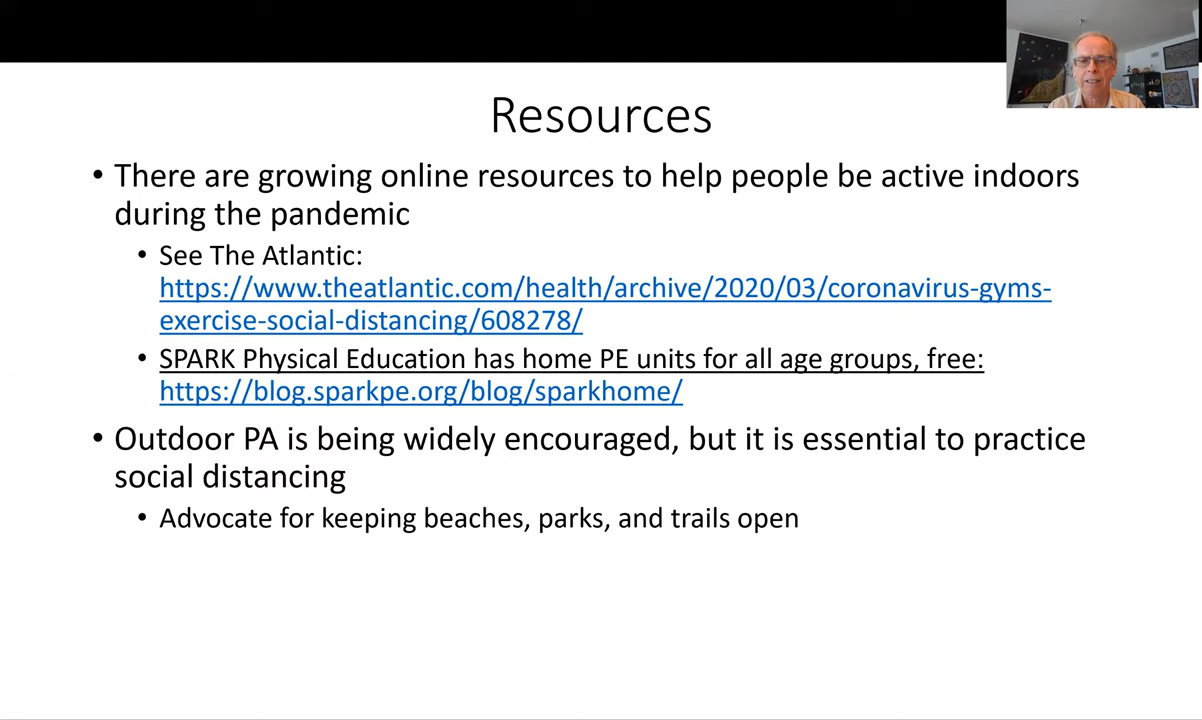 Resources
• There are growing online resources to help people be active indoors
during the pandemic
• See The Atlantic:
https://www.theatlantic.com/health/archive/2020/03/coronavirus-gyms-
exercise-social-distancing/608278/
• SPARK Physical Education has home PE units for all age groups, free:
https://blog.sparkpe.org/blog/sparkhome/
• Outdoor PA is being widely encouraged, but it is essential to practice
social distancing
• Advocate for keeping beaches, parks, and trails open